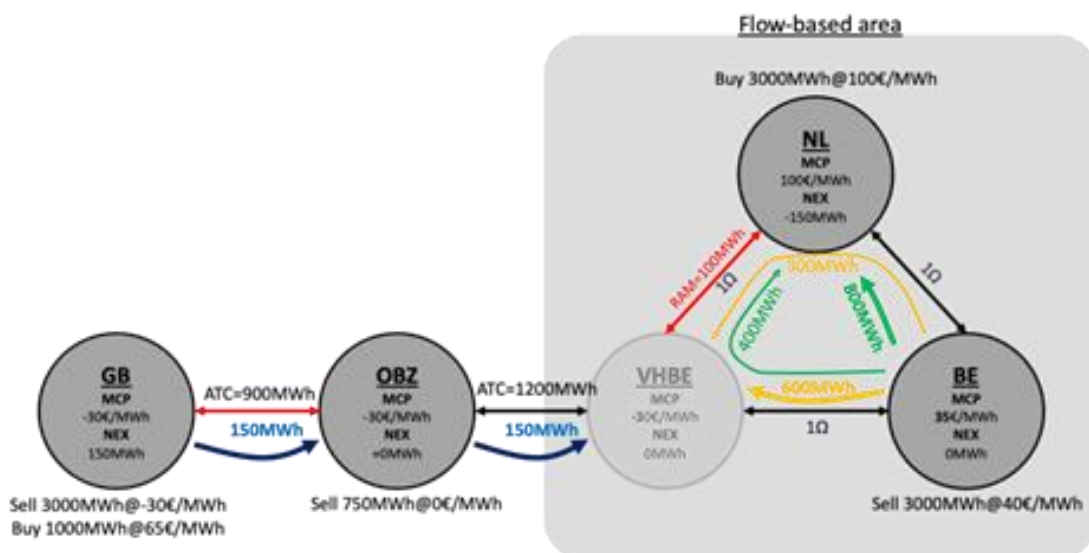 Flow-based area
Buy 3000MWh@100€/MWh
NL
MCP
100€/MWh
NEX
-150MWh
RAM=100MWh
1Ω
300MWh
1Ω
400MWh
800MWh
GB
MCP
-30€/MWh
NEX
150MWh
ATC=900MWh
150MWh
OBZ
MCP
-30€/MWh
NEX
=0MWh
ATC=1200MWh
150MWh
VHBE
MCP
-30€/MWh
NEX
0MWh
600MWh
1Ω
BE
MCP
35€/MWh
NEX
0MWh
Sell 3000MWh@-30€/MWh
Buy 1000MWh@65€/MWh
Sell 750MWh@0€/MWh
Sell 3000MWh@40€/MWh